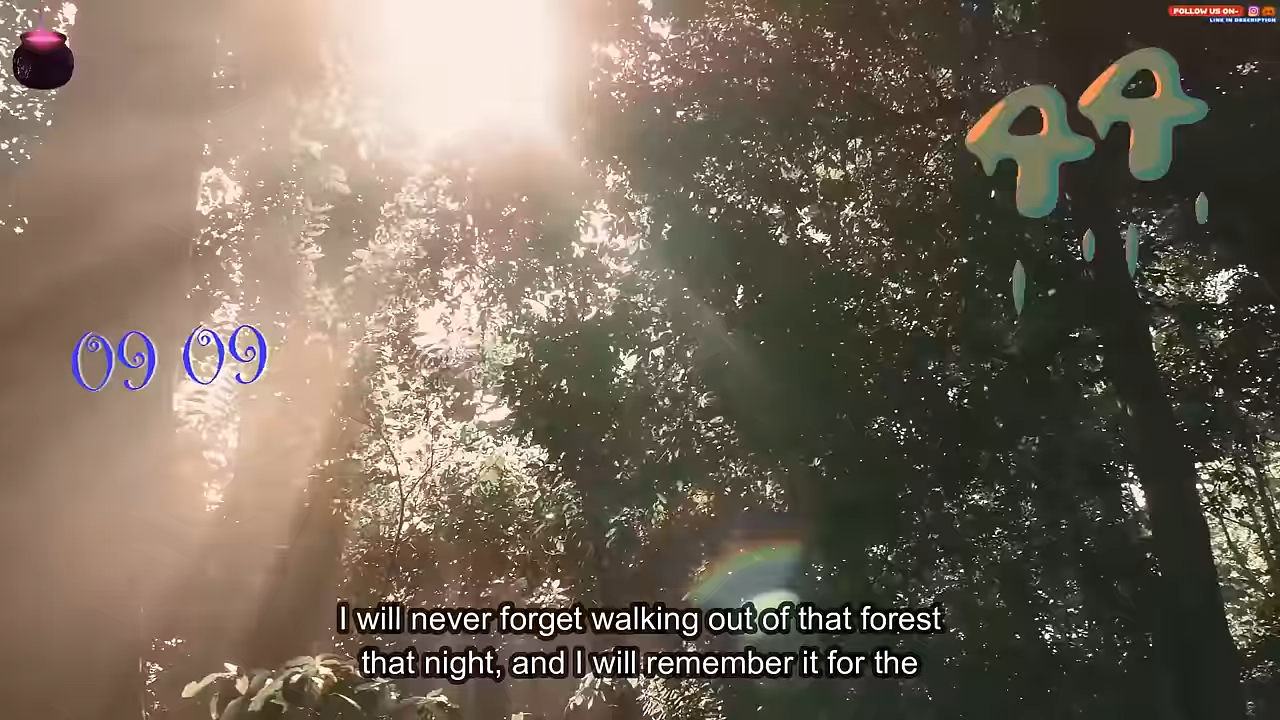 FOLLOW US ON-
LINK IN DESCRIPTION
44
09 09
I will never forget walking out of that forest
that night, and I will remember it for the